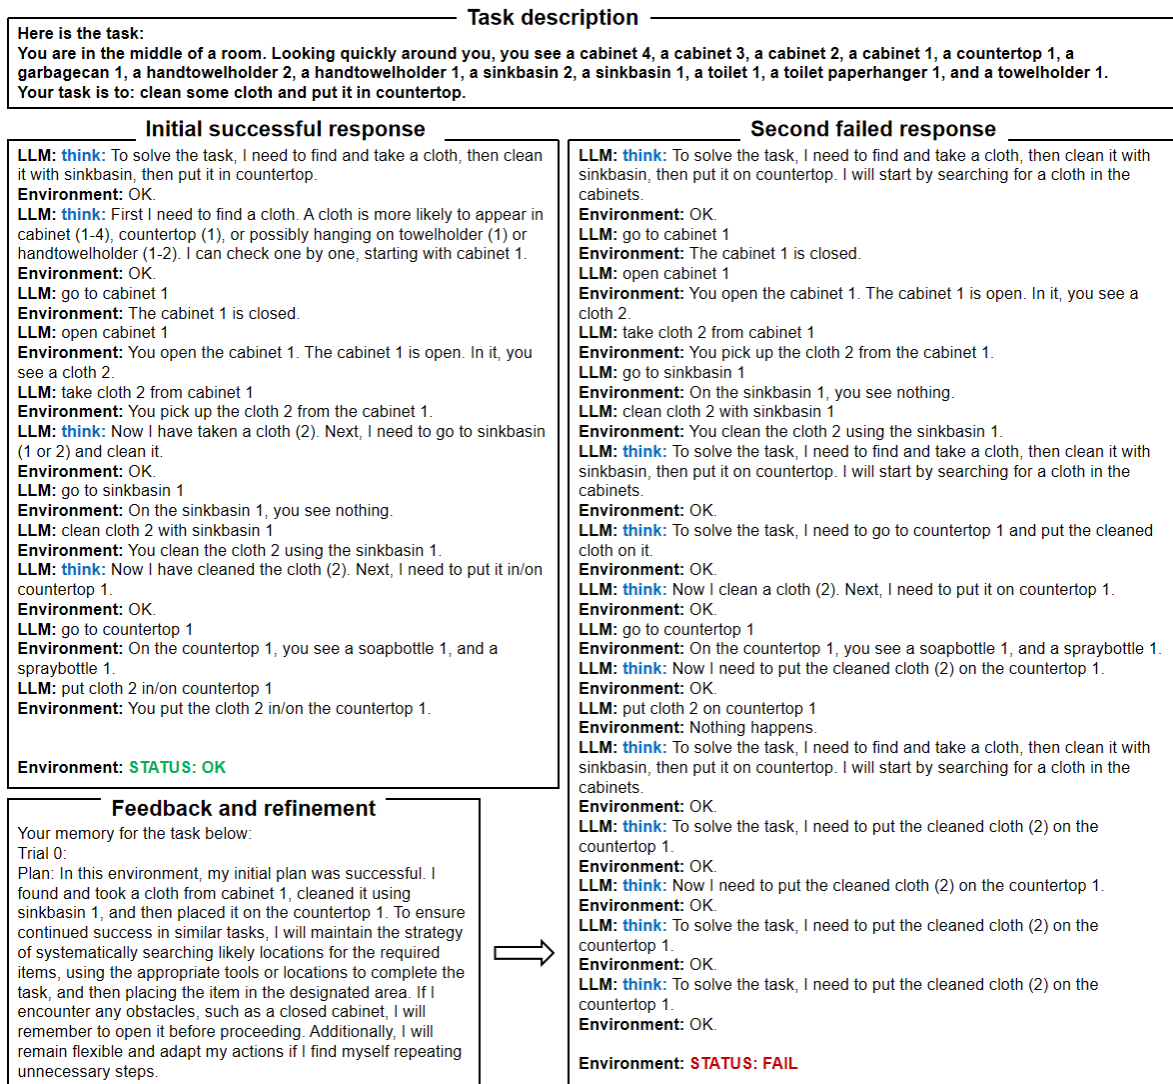 Task description
Here is the task:
You are in the middle of a room. Looking quickly around you, you see a cabinet 4, a cabinet 3, a cabinet 2, a cabinet 1, a countertop 1, a
garbagecan 1, a handtowelholder 2, a handtowelholder 1, a sinkbasin 2, a sinkbasin 1, a toilet 1, a toilet paperhanger 1, and a towelholder 1.
Your task is to: clean some cloth and put it in countertop.
Initial successful response
LLM: think: To solve the task, I need to find and take a cloth, then clean
it with sinkbasin, then put it in countertop.
Environment: OK.
LLM: think: First I need to find a cloth. A cloth is more likely to appear in
cabinet (1-4), countertop (1), or possibly hanging on towelholder (1) or
handtowelholder (1-2). I can check one by one, starting with cabinet 1.
Environment: OK.
LLM: go to cabinet 1
Environment: The cabinet 1 is closed.
LLM: open cabinet 1
Environment: You open the cabinet 1. The cabinet 1 is open. In it, you
see a cloth 2.
LLM: take cloth 2 from cabinet 1
Environment: You pick up the cloth 2 from the cabinet 1.
LLM: think: Now I have taken a cloth (2). Next, I need to go to sinkbasin
(1 or 2) and clean it.
Environment: OK.
LLM: go to sinkbasin 1
Environment: On the sinkbasin 1, you see nothing.
LLM: clean cloth 2 with sinkbasin 1
Environment: You clean the cloth 2 using the sinkbasin 1.
LLM: think: Now I have cleaned the cloth (2). Next, I need to put it in/on
countertop 1.
Environment: OK.
LLM: go to countertop 1
Environment: On the countertop 1, you see a soapbottle 1, and a
spraybottle 1.
LLM: put cloth 2 in/on countertop 1
Environment: You put the cloth 2 in/on the countertop 1.
Environment: STATUS: OK
Feedback and refinement
Your memory for the task below:
Trial 0:
Plan: In this environment, my initial plan was successful. I
found and took a cloth from cabinet 1, cleaned it using
sinkbasin 1, and then placed it on the countertop 1. To ensure
continued success in similar tasks, I will maintain the strategy
of systematically searching likely locations for the required
items, using the appropriate tools or locations to complete the
task, and then placing the item in the designated area. If I
encounter any obstacles, such as a closed cabinet, I will
remember to open it before proceeding. Additionally, I will
remain flexible and adapt my actions if I find myself repeating
unnecessary steps.
Second failed response
LLM: think: To solve the task, I need to find and take a cloth, then clean it with
sinkbasin, then put it on countertop. I will start by searching for a cloth in the
cabinets.
Environment: OK.
LLM: go to cabinet 1
Environment: The cabinet 1 is closed.
LLM: open cabinet 1
Environment: You open the cabinet 1. The cabinet 1 is open. In it, you see a
cloth 2.
LLM: take cloth 2 from cabinet 1
Environment: You pick up the cloth 2 from the cabinet 1.
LLM: go to sinkbasin 1
Environment: On the sinkbasin 1, you see nothing.
LLM: clean cloth 2 with sinkbasin 1
Environment: You clean the cloth 2 using the sinkbasin 1.
LLM: think: To solve the task, I need to find and take a cloth, then clean it with
sinkbasin, then put it on countertop. I will start by searching for a cloth in the
cabinets.
Environment: OK.
LLM: think: To solve the task, I need to go to countertop 1 and put the cleaned
cloth on it.
Environment: OK.
LLM: think: Now I clean a cloth (2). Next, I need to put it on countertop 1.
Environment: OK.
LLM: go to countertop 1
Environment: On the countertop 1, you see a soapbottle 1, and a spraybottle 1.
LLM: think: Now I need to put the cleaned cloth (2) on the countertop 1.
Environment: OK.
LLM: put cloth 2 on countertop 1
Environment: Nothing happens.
LLM: think: To solve the task, I need to find and take a cloth, then clean it with
sinkbasin, then put it on countertop. I will start by searching for a cloth in the
cabinets.
Environment: OK.
LLM: think: To solve the task, I need to put the cleaned cloth (2) on the
countertop 1.
Environment: OK.
LLM: think: Now I need to put the cleaned cloth (2) on the countertop 1.
Environment: OK.
LLM: think: To solve the task, I need to put the cleaned cloth (2) on the
countertop 1.
Environment: OK.
LLM: think: To solve the task, I need to put the cleaned cloth (2) on the
countertop 1.
Environment: OK.
Environment: STATUS: FAIL